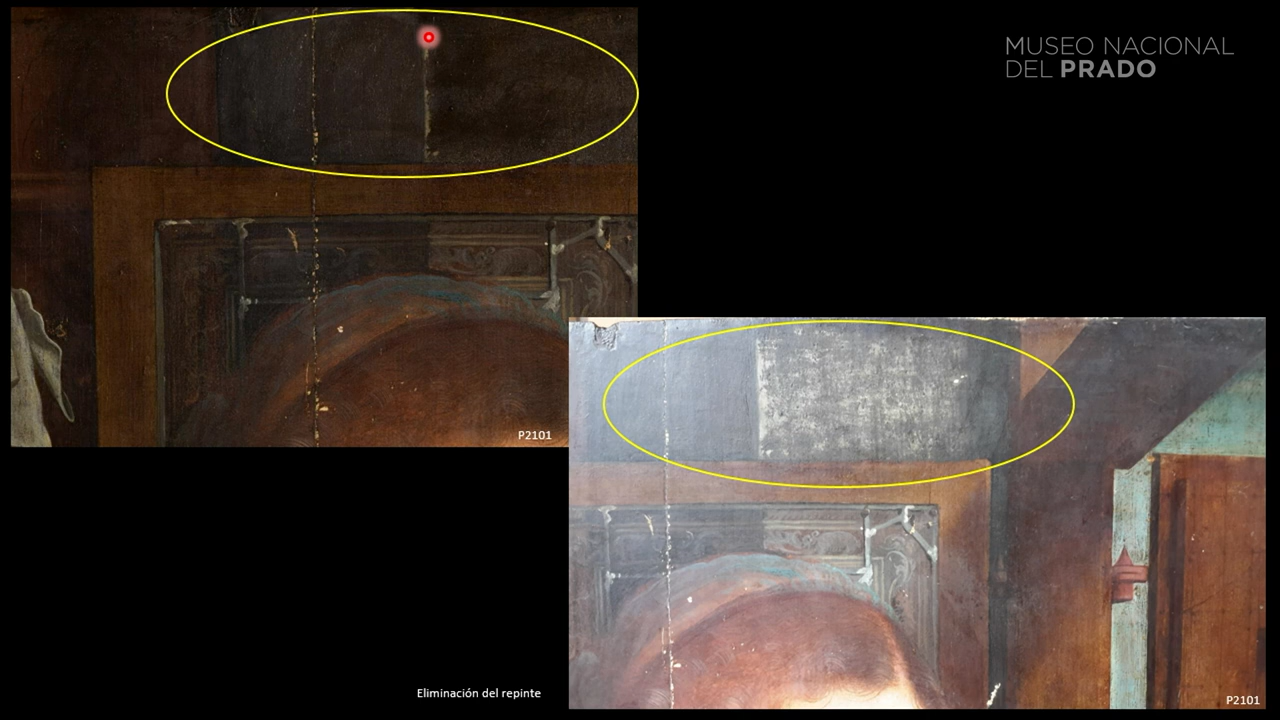 MUSEO NACIONAL
DEL PRADO
P2101
Eliminación del repinte
P2101